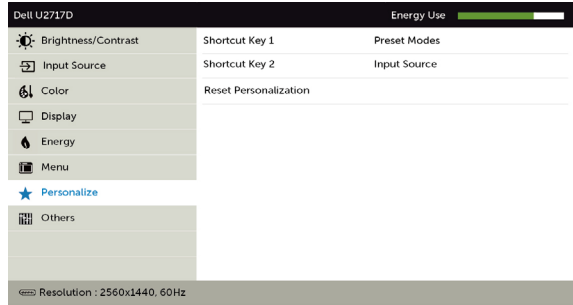 Dell U2717D Energy Use
Brightness/Contrast Shortcut Key 1 Preset Modes
Input Source Shortcut Key 2 Input Source
Color Reset Personalization
Display
Energy
Menu
Personalize
Others
Resolution : 2560x1440, 60Hz